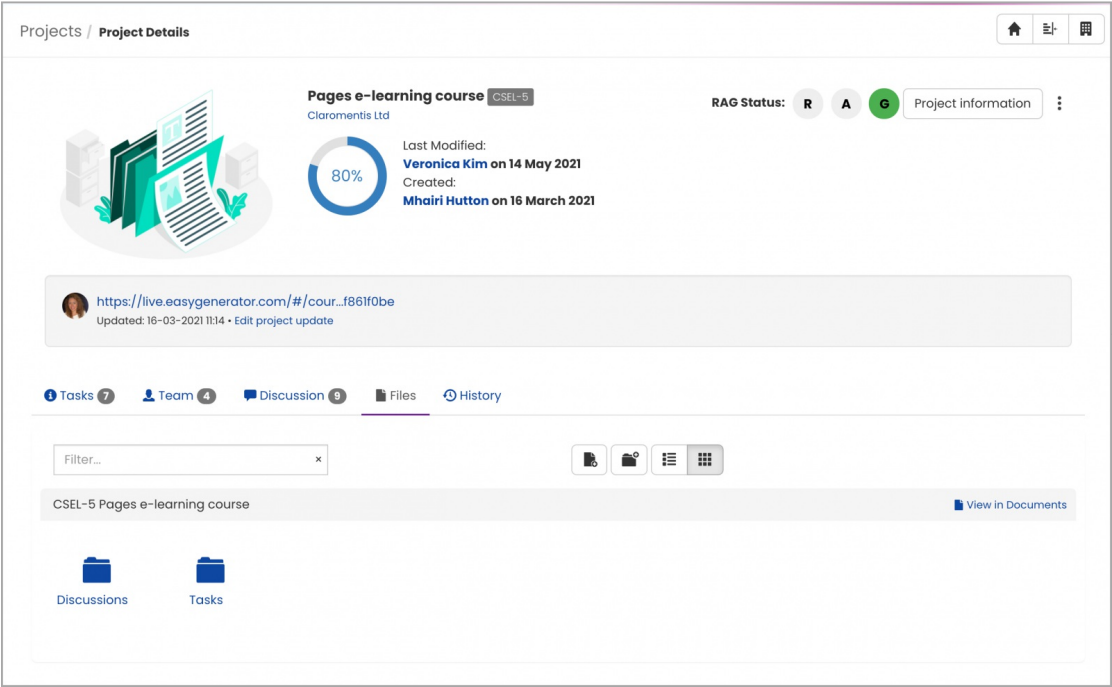 Projects / Project Details
Pages e-learning course CSEL-5
Claromentis Ltd
RAG Status: R A G Project information
80%
Last Modified:
Veronica Kim on 14 May 2021
Created:
Mhairi Hutton on 16 March 2021
https://live.easygenerator.com/#/cour...f861f0be
Updated: 16-03-2021 11:14 • Edit project update
Tasks 7 Team 4 Discussion 9 Files History
Filter... ×
CSEL-5 Pages e-learning course View in Documents
Discussions Tasks